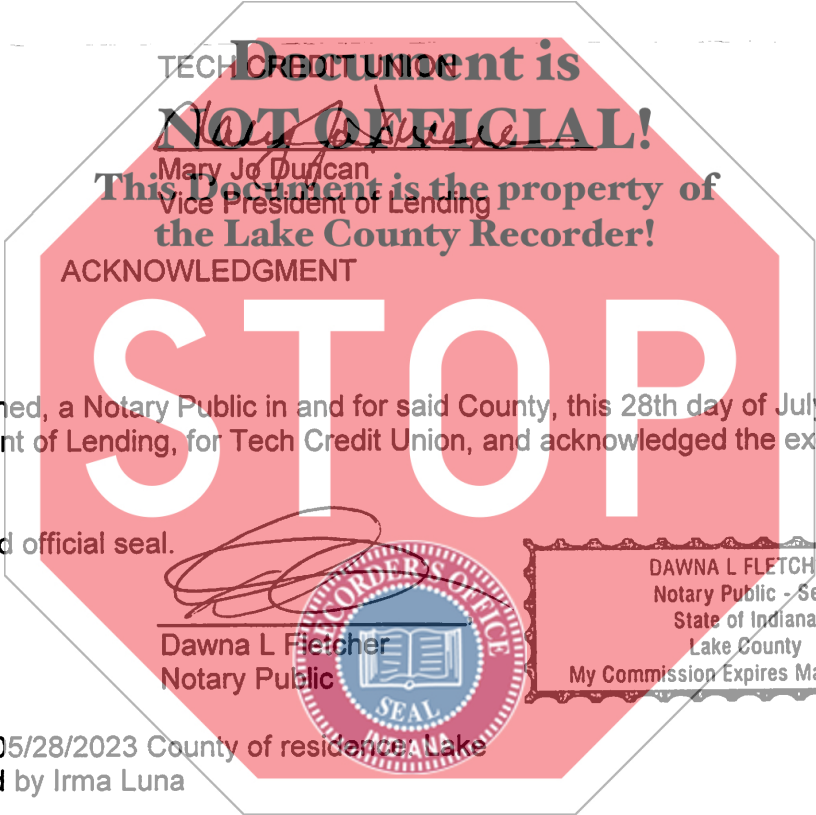 Document is
TECH CREDIT UNION
NOT OFFICIAL!
Mary Jo Duncan
This Document is the property of
Vice President of Lending
the Lake County Recorder!
ACKNOWLEDGMENT
STOP
ned, a Notary Public in and for said County, this 28th day of July
nt of Lending, for Tech Credit Union, and acknowledged the ex
d official seal.
DAWNA L FLETCH
Notary Public - Se
State of Indiana
Lake County
My Commission Expires Ma
RECORDER'S OFFICE
SEAL
INDIANA
Dawna L Fletcher
Notary Public
05/28/2023 County of residence: Lake
d by Irma Luna